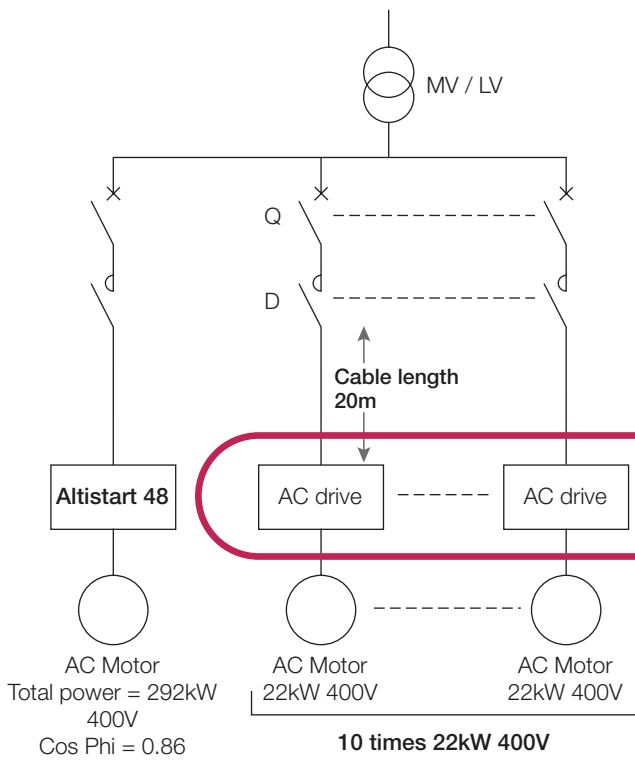 MV / LV
Q
D
Cable length
20m
Altistart 48
AC drive
AC drive
AC Motor
Total power = 292kW
400V
Cos Phi = 0.86
AC Motor
22kW 400V
AC Motor
22kW 400V
10 times 22kW 400V